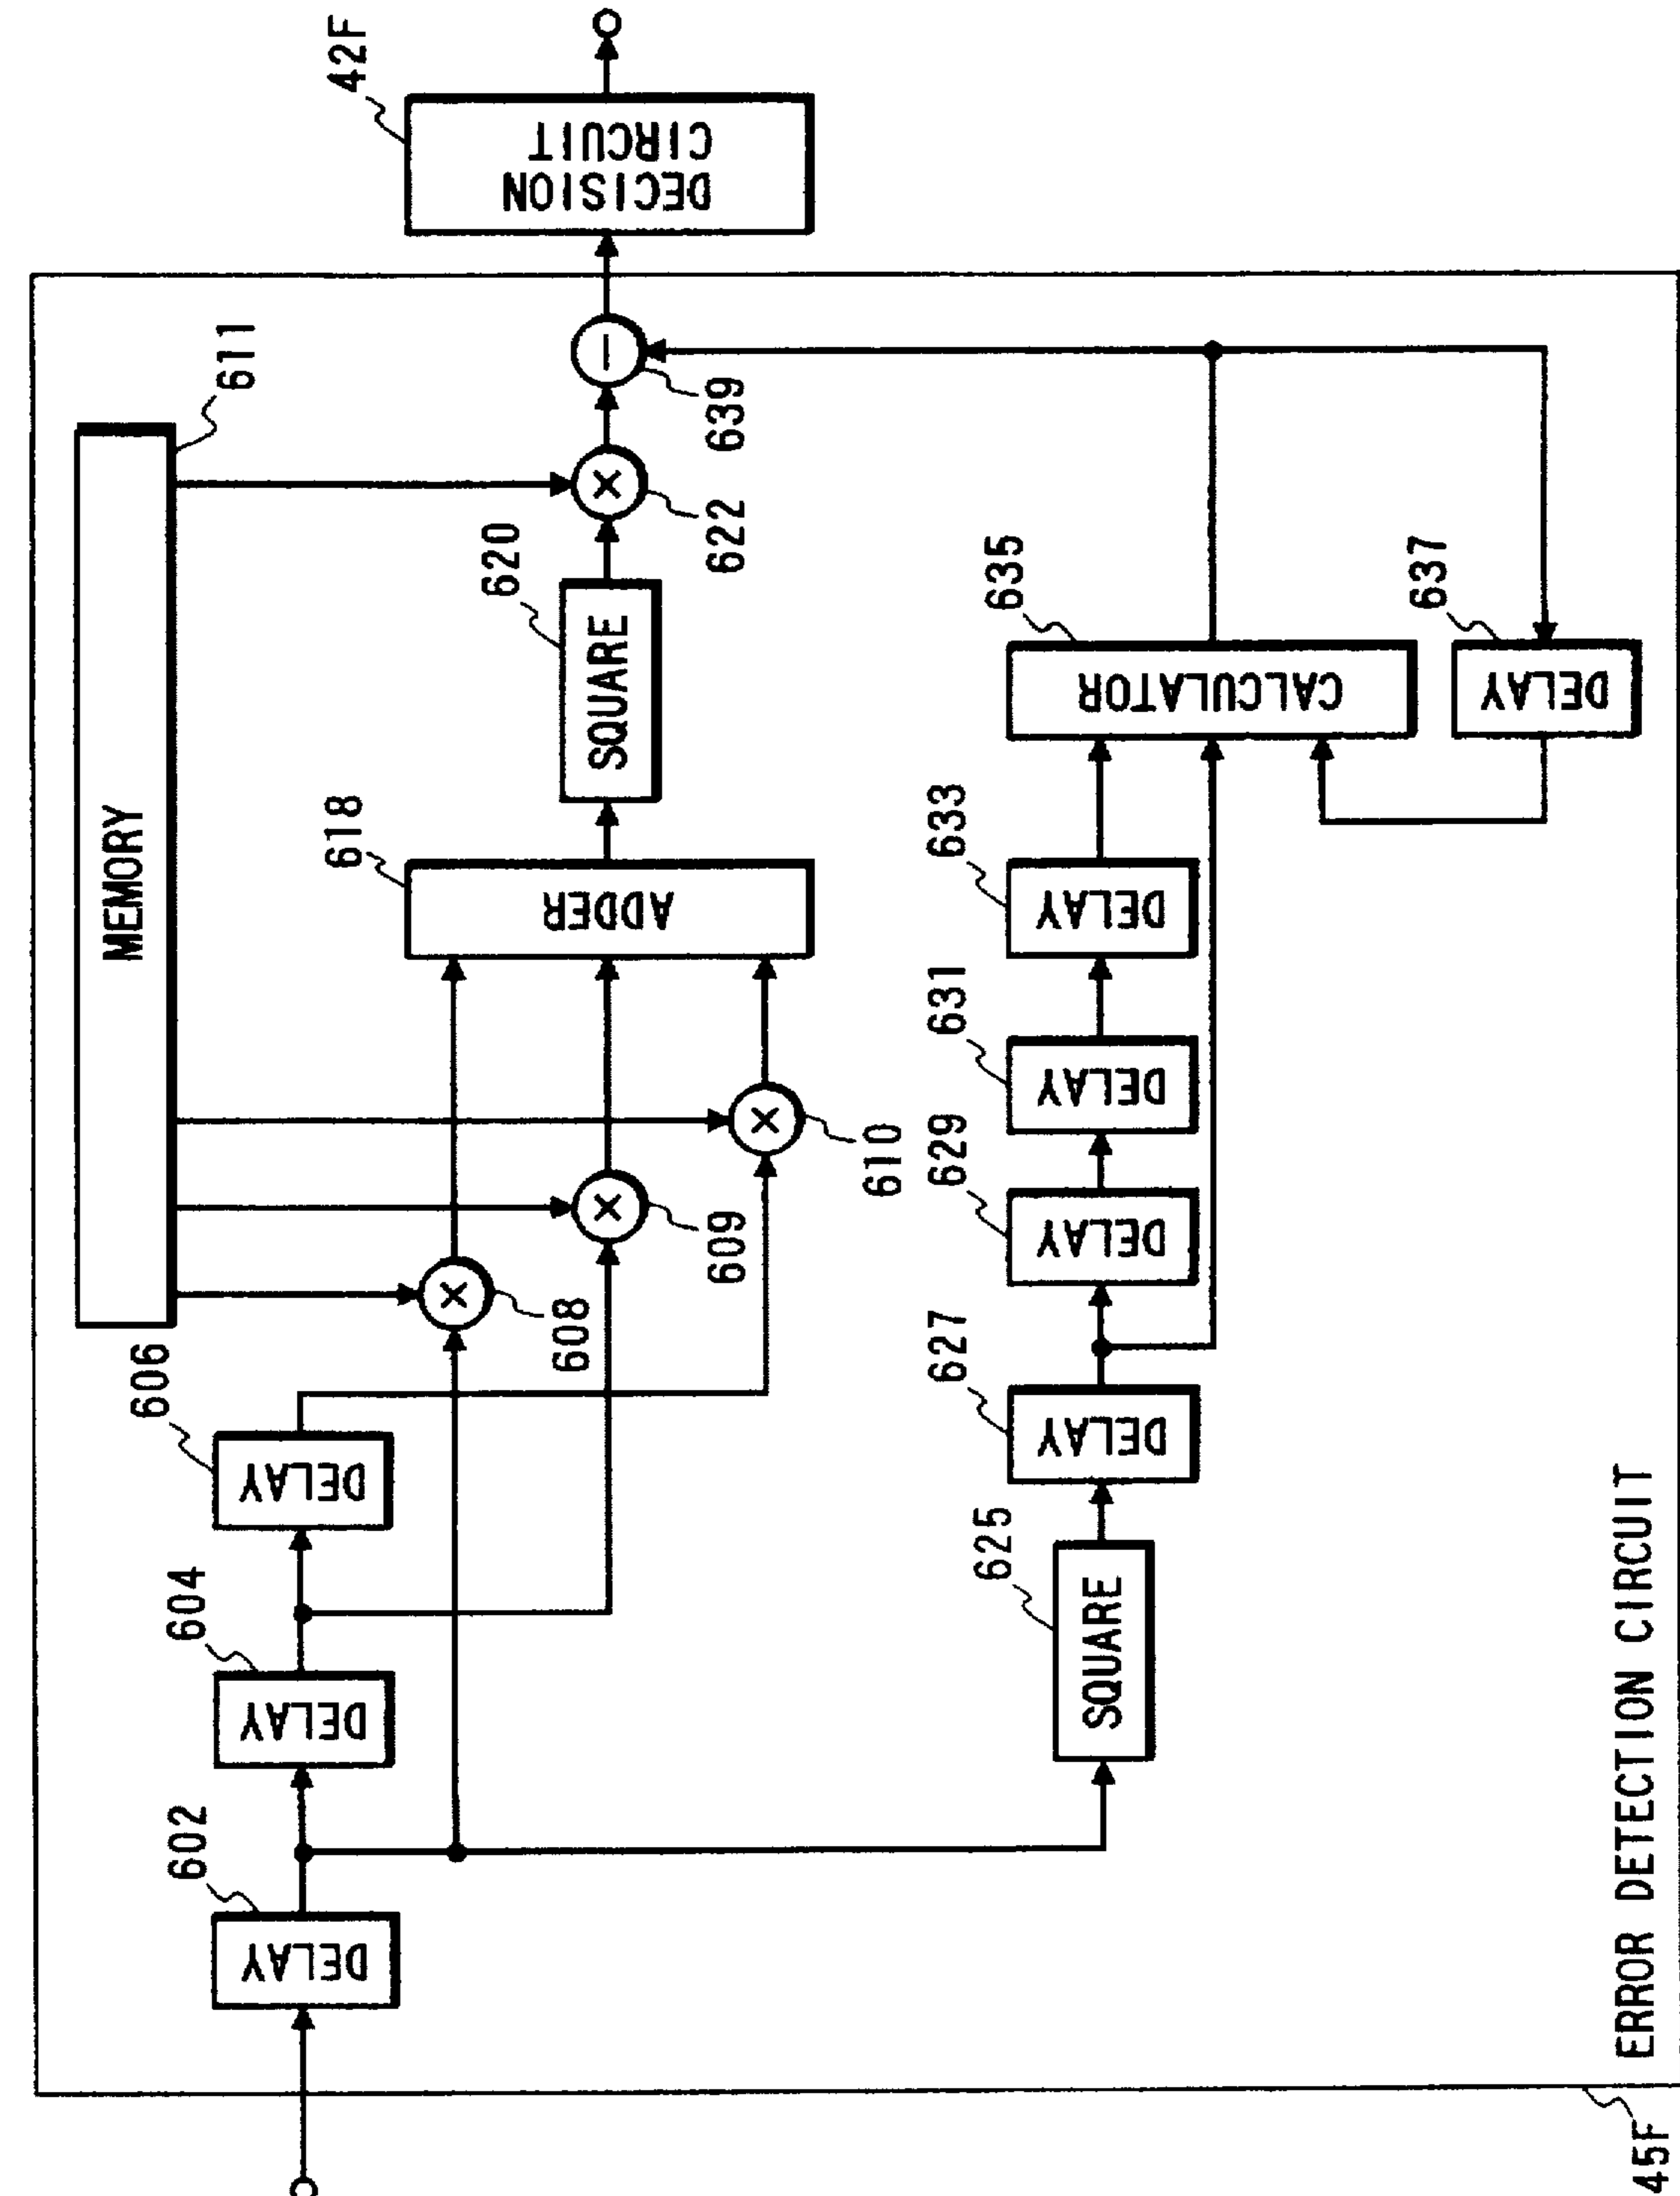 MEMORY
611
DELAY
602
DELAY
604
DELAY
606
608
609
610
ADDER
618
SQUARE
620
622
639
DECISION
CIRCUIT
42F
SQUARE
625
DELAY
627
DELAY
629
DELAY
631
DELAY
633
CALCULATOR
635
DELAY
637
ERROR DETECTION CIRCUIT
45F